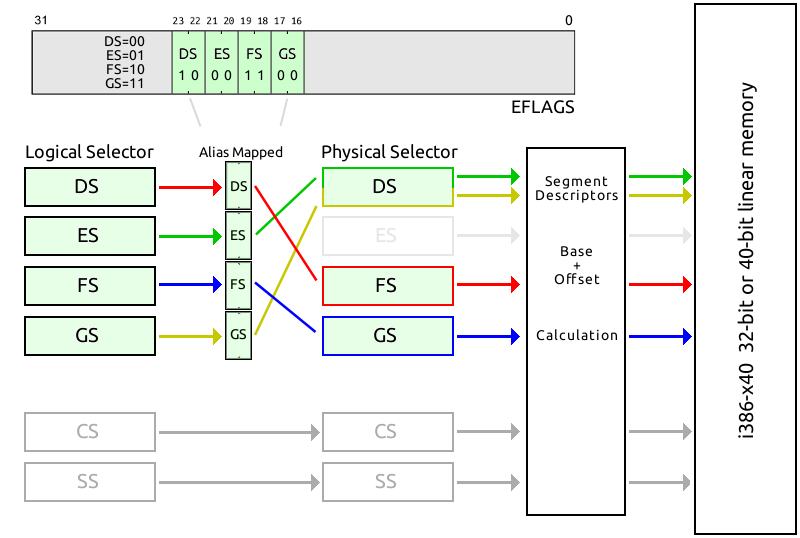 31 23 22 21 20 19 18 17 16 0
DS=00
ES=01
FS=10
GS=11
DS ES FS GS
1 0 0 0 1 1 0 0
EFLAGS
Logical Selector Alias Mapped Physical Selector
DS DS DS
ES ES ES
FS FS FS
GS GS GS
CS CS
SS SS
Segment
Descriptors
Base
+
Offset
Calculation
i386-x40 32-bit or 40-bit linear memory